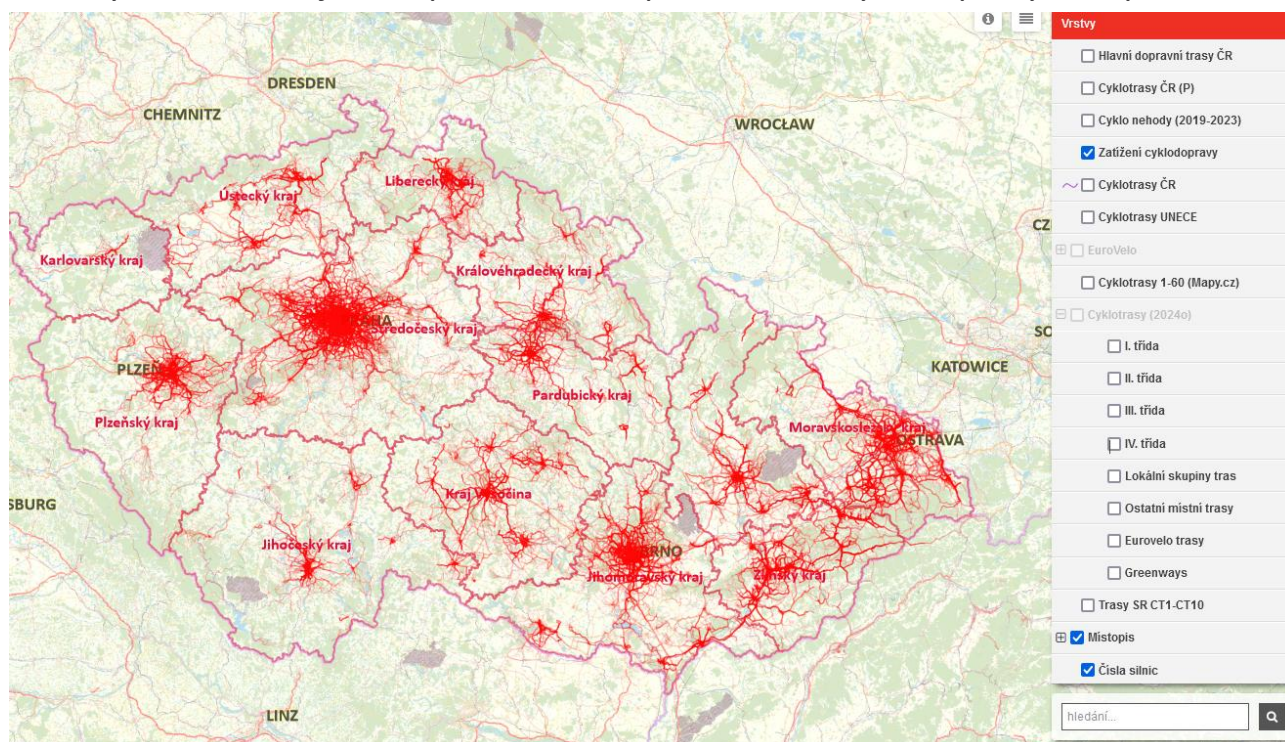 Vrstvy
Hlavní dopravní trasy ČR
Cyklotrasy ČR (P)
Cyklo nehody (2019-2023)
Zatížení cyklodopravy
Cyklotrasy ČR
Cyklotrasy UNECE
EuroVelo
Cyklotrasy 1-60 (Mapy.cz)
Cyklotrasy (2024o)
I. třída
II. třída
III. třída
IV. třída
Lokální skupiny tras
Ostatní místní trasy
Eurovelo trasy
Greenways
Trasy SR CT1-CT10
Místopis
Čísla silnic
hledání...
DRESDEN
CHEMNITZ
WROCŁAW
Liberecký kraj
Ústecký kraj
CZ
Karlovarský kraj
Královéhradecký kraj
HA
Středočeský kraj
SO
PLZEŇ
KATOWICE
Pardubický kraj
Plzeňský kraj
Moravskoslezský kraj
OSTRAVA
Kraj Vysočina
SBURG
Jihočeský kraj
BRNO
Jihomoravský kraj
Zlínský kraj
LINZ